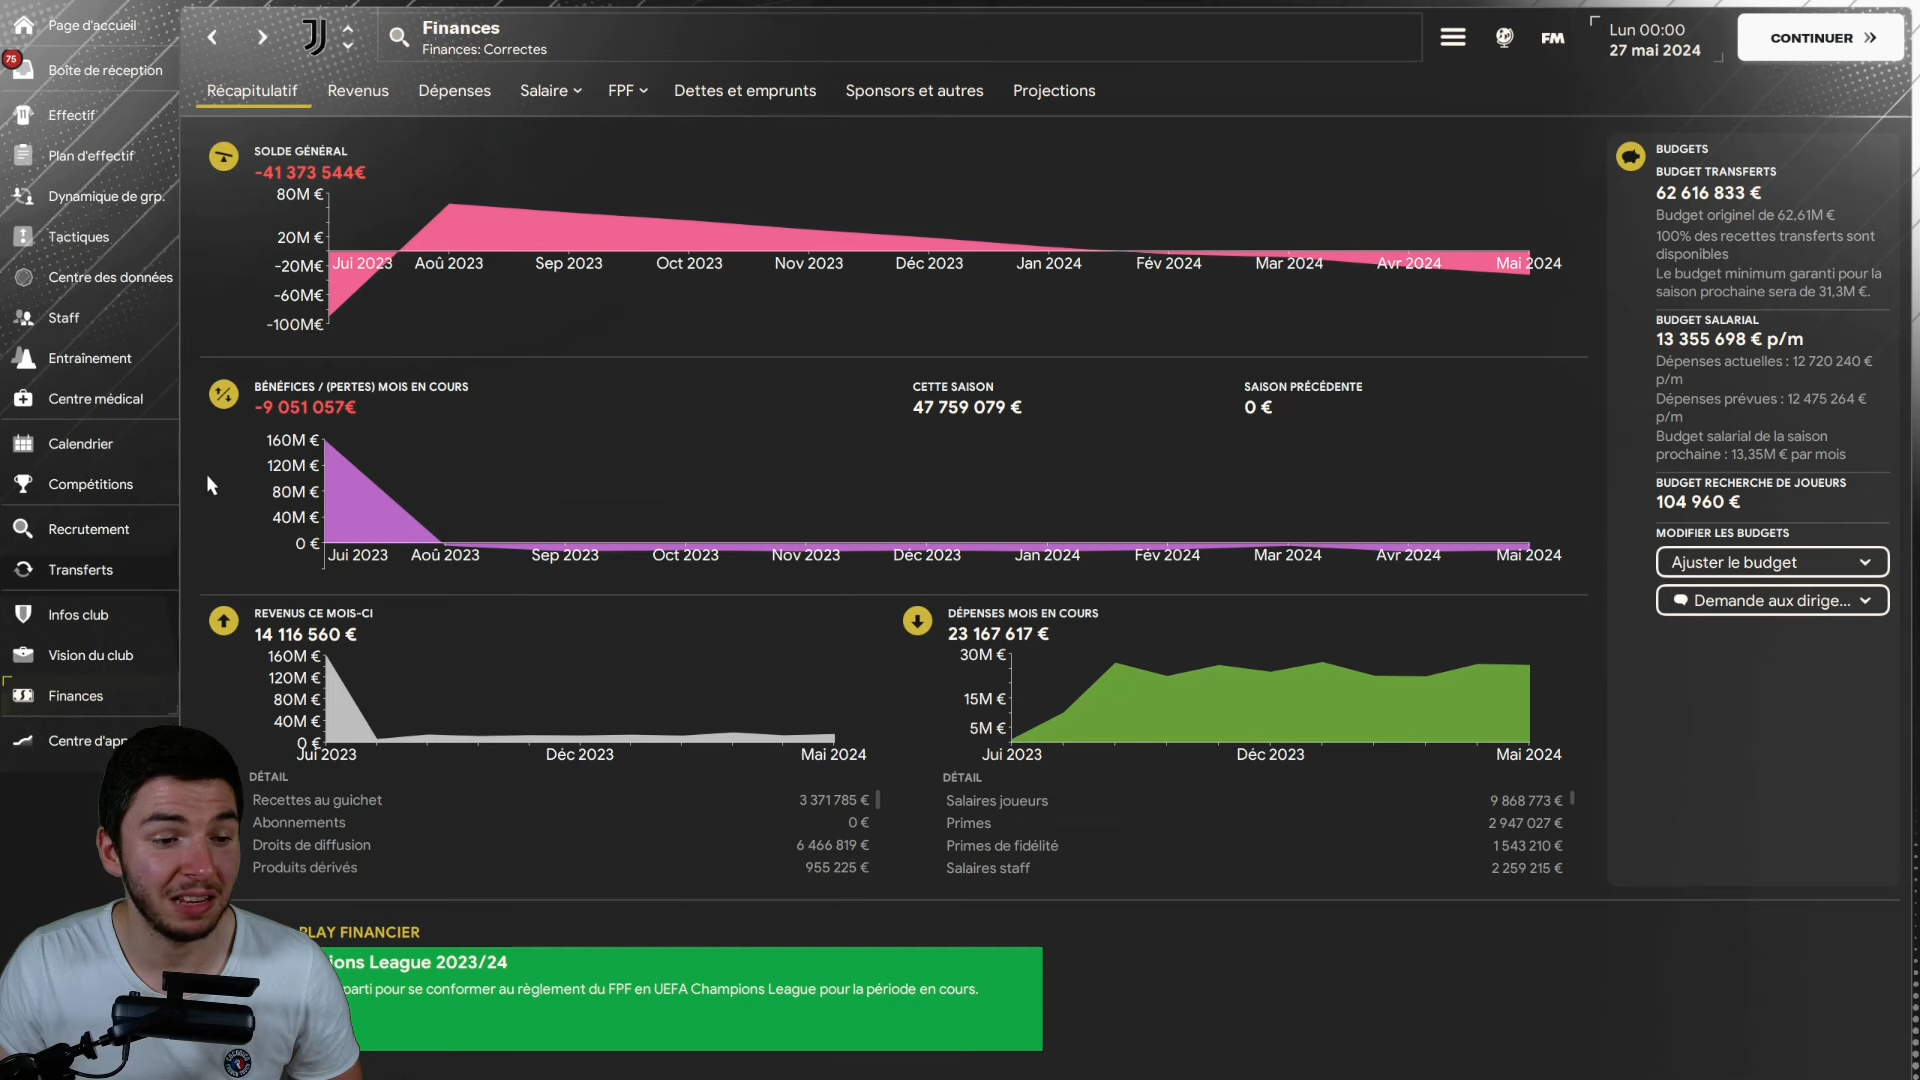 Page d'accueil
75
Boîte de réception
Effectif
Plan d'effectif
Dynamique de grp.
Tactiques
Centre des données
Staff
Entraînement
Centre médical
Calendrier
Compétitions
Recrutement
Transferts
Infos club
Vision du club
Finances
Centre d'app
Finances
Finances: Correctes
FM
Lun 00:00
27 mai 2024
CONTINUER
Récapitulatif Revenus Dépenses Salaire FPF Dettes et emprunts Sponsors et autres Projections
SOLDE GÉNÉRAL
-41 373 544€
80M €
20M €
-20M€
-60M€
-100M€
Jui 2023 Aoû 2023 Sep 2023 Oct 2023 Nov 2023 Déc 2023 Jan 2024 Fév 2024 Mar 2024 Avr 2024 Mai 2024
BÉNÉFICES / (PERTES) MOIS EN COURS
-9 051 057€
CETTE SAISON
47 759 079 €
SAISON PRÉCÉDENTE
0 €
160M €
120M €
80M €
40M €
0 €
Jui 2023 Aoû 2023 Sep 2023 Oct 2023 Nov 2023 Déc 2023 Jan 2024 Fév 2024 Mar 2024 Avr 2024 Mai 2024
REVENUS CE MOIS-CI
14 116 560 €
160M €
120M €
80M €
40M €
0 €
Jui 2023 Déc 2023 Mai 2024
DÉTAIL
Recettes au guichet 3 371 785 €
Abonnements 0 €
Droits de diffusion 6 466 819 €
Produits dérivés 955 225 €
DÉPENSES MOIS EN COURS
23 167 617 €
30M €
15M €
5M €
Jui 2023 Déc 2023 Mai 2024
DÉTAIL
Salaires joueurs 9 868 773 €
Primes 2 947 027 €
Primes de fidélité 1 543 210 €
Salaires staff 2 259 215 €
PLAY FINANCIER
ions League 2023/24
parti pour se conformer au règlement du FPF en UEFA Champions League pour la période en cours.
BUDGETS
BUDGET TRANSFERTS
62 616 833 €
Budget originel de 62,61M €
100% des recettes transferts sont
disponibles
Le budget minimum garanti pour la
saison prochaine sera de 31,3M €.
BUDGET SALARIAL
13 355 698 € p/m
Dépenses actuelles : 12 720 240 €
p/m
Dépenses prévues : 12 475 264 €
p/m
Budget salarial de la saison
prochaine : 13,35M € par mois
BUDGET RECHERCHE DE JOUEURS
104 960 €
MODIFIER LES BUDGETS
Ajuster le budget
Demande aux dirige...